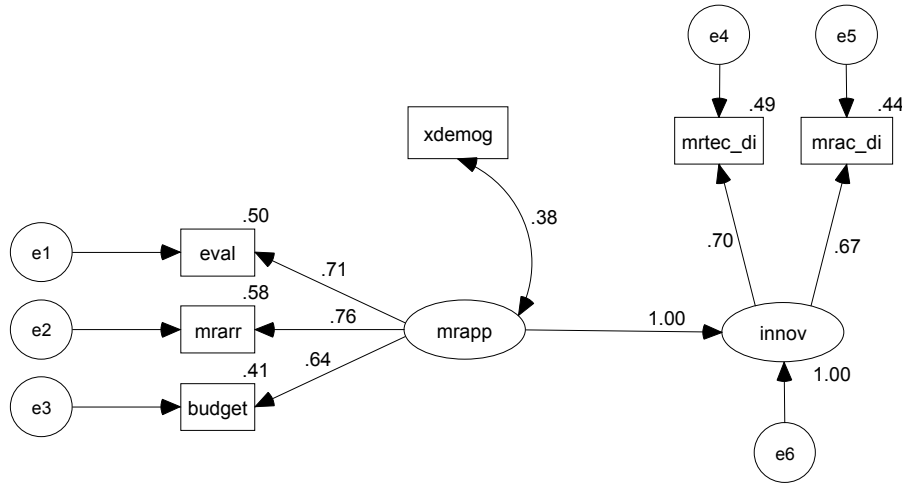 e4
e5
.49
.44
mrtec_di
mrac_di
xdemog
.38
.70
.67
.50
e1
eval
.71
.58
e2
mrarr
.76
mrapp
1.00
innov
1.00
.64
.41
e3
budget
e6